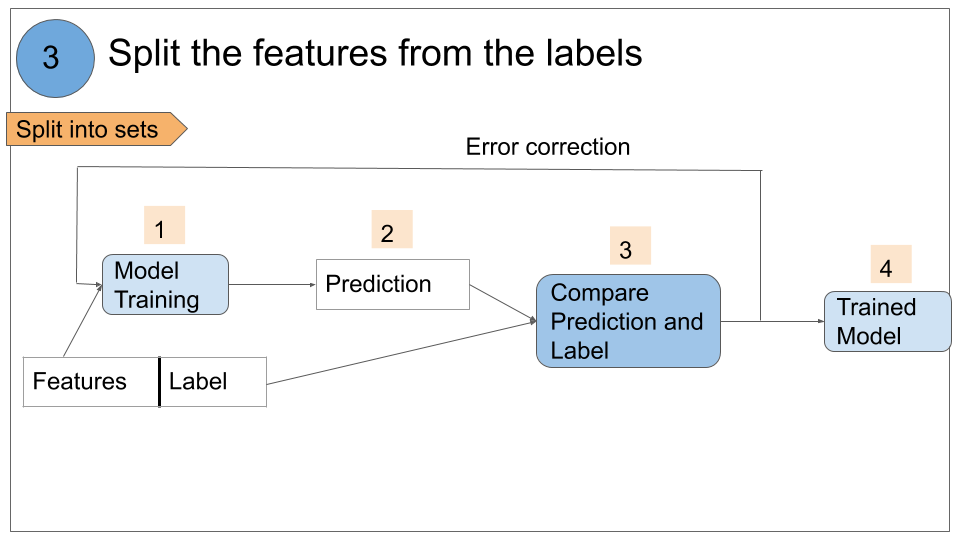 3
Split the features from the labels
Split into sets
Error correction
1
2
3
4
Model
Training
Prediction
Compare
Prediction and
Label
Trained
Model
Features
Label